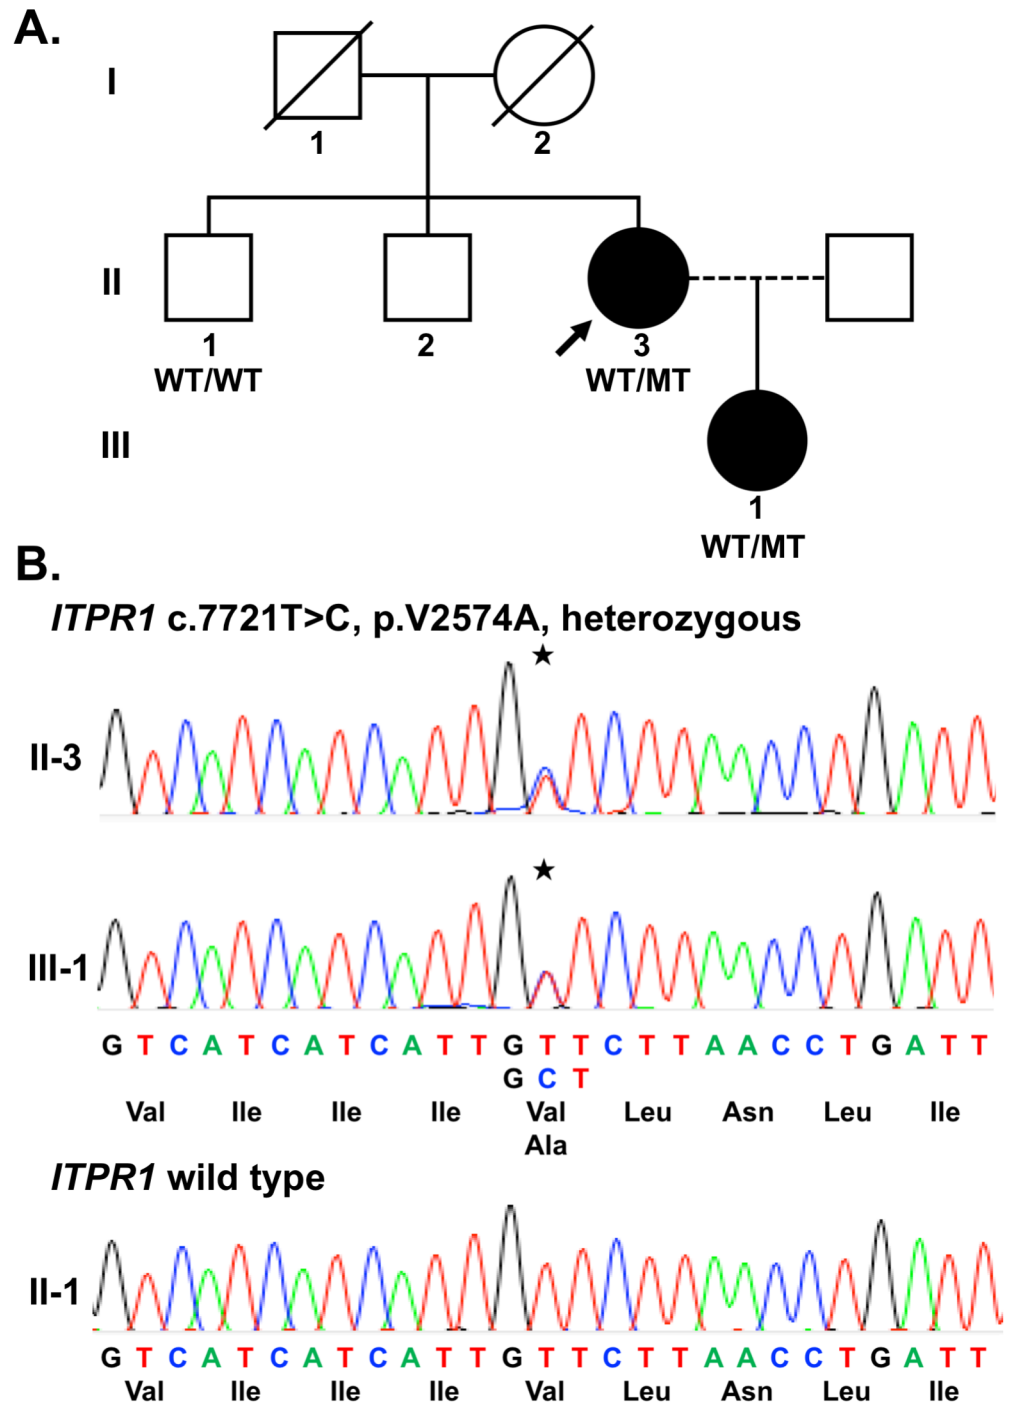 A.
I
1 2
II
1 2 3
WT/WT WT/MT
III
1
WT/MT
B.
ITPR1 c.7721T>C, p.V2574A, heterozygous
★
II-3
★
III-1
G T C A T C A T C A T T G T T C T T A A C C T G A T T
G C T
Val Ile Ile Ile Val Leu Asn Leu Ile
Ala
ITPR1 wild type
II-1
G T C A T C A T C A T T G T T C T T A A C C T G A T T
Val Ile Ile Ile Val Leu Asn Leu Ile